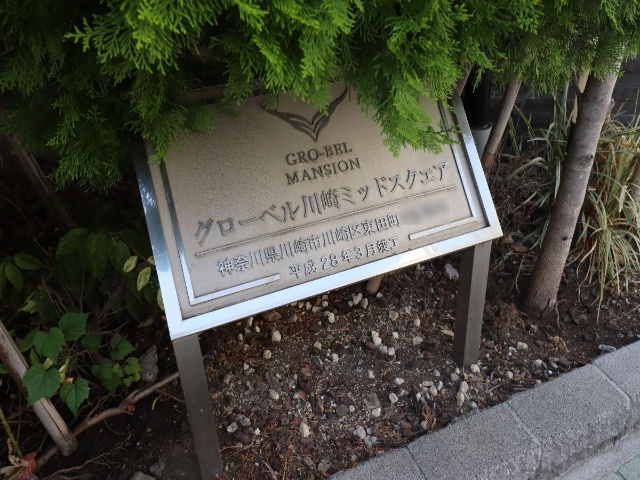 GRO-BEL
MANSION
グローベル川崎ミッドスクエア
神奈川県川崎市川崎区東田町
平成28年3月竣工